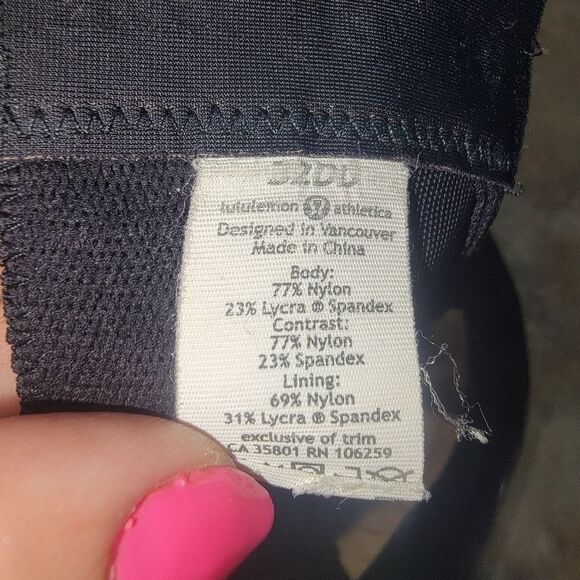 32DD
lululemon athletica
Designed in Vancouver
Made in China
Body:
77% Nylon
23% Lycra ® Spandex
Contrast:
77% Nylon
23% Spandex
Lining:
69% Nylon
31% Lycra ® Spandex
exclusive of trim
CA 35801 RN 106259